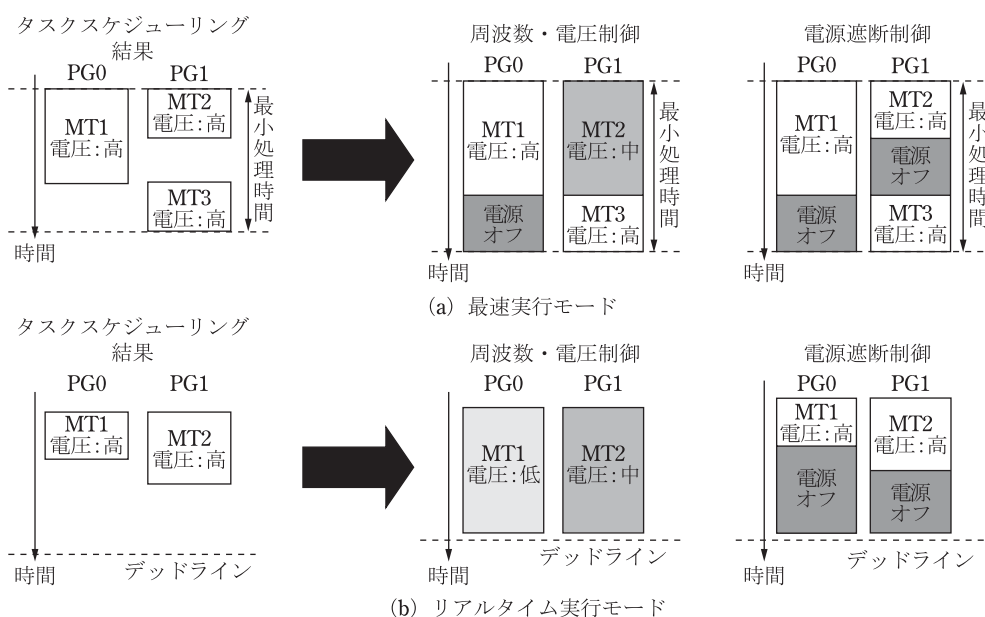 タスクスケジューリング
結果
PG0 PG1
MT1
電圧:高
MT2
電圧:高
MT3
電圧:高
最小処理時間
時間
周波数・電圧制御
PG0 PG1
MT1
電圧:高
電源
オフ
MT2
電圧:中
MT3
電圧:高
最小処理時間
時間
電源遮断制御
PG0 PG1
MT1
電圧:高
電源
オフ
MT2
電圧:高
電源
オフ
MT3
電圧:高
最小処理時間
時間
(a) 最速実行モード
タスクスケジューリング
結果
PG0 PG1
MT1
電圧:高
MT2
電圧:高
時間
デッドライン
周波数・電圧制御
PG0 PG1
MT1
電圧:低
MT2
電圧:中
時間
デッドライン
電源遮断制御
PG0 PG1
MT1
電圧:高
電源
オフ
MT2
電圧:高
電源
オフ
時間
デッドライン
(b) リアルタイム実行モード